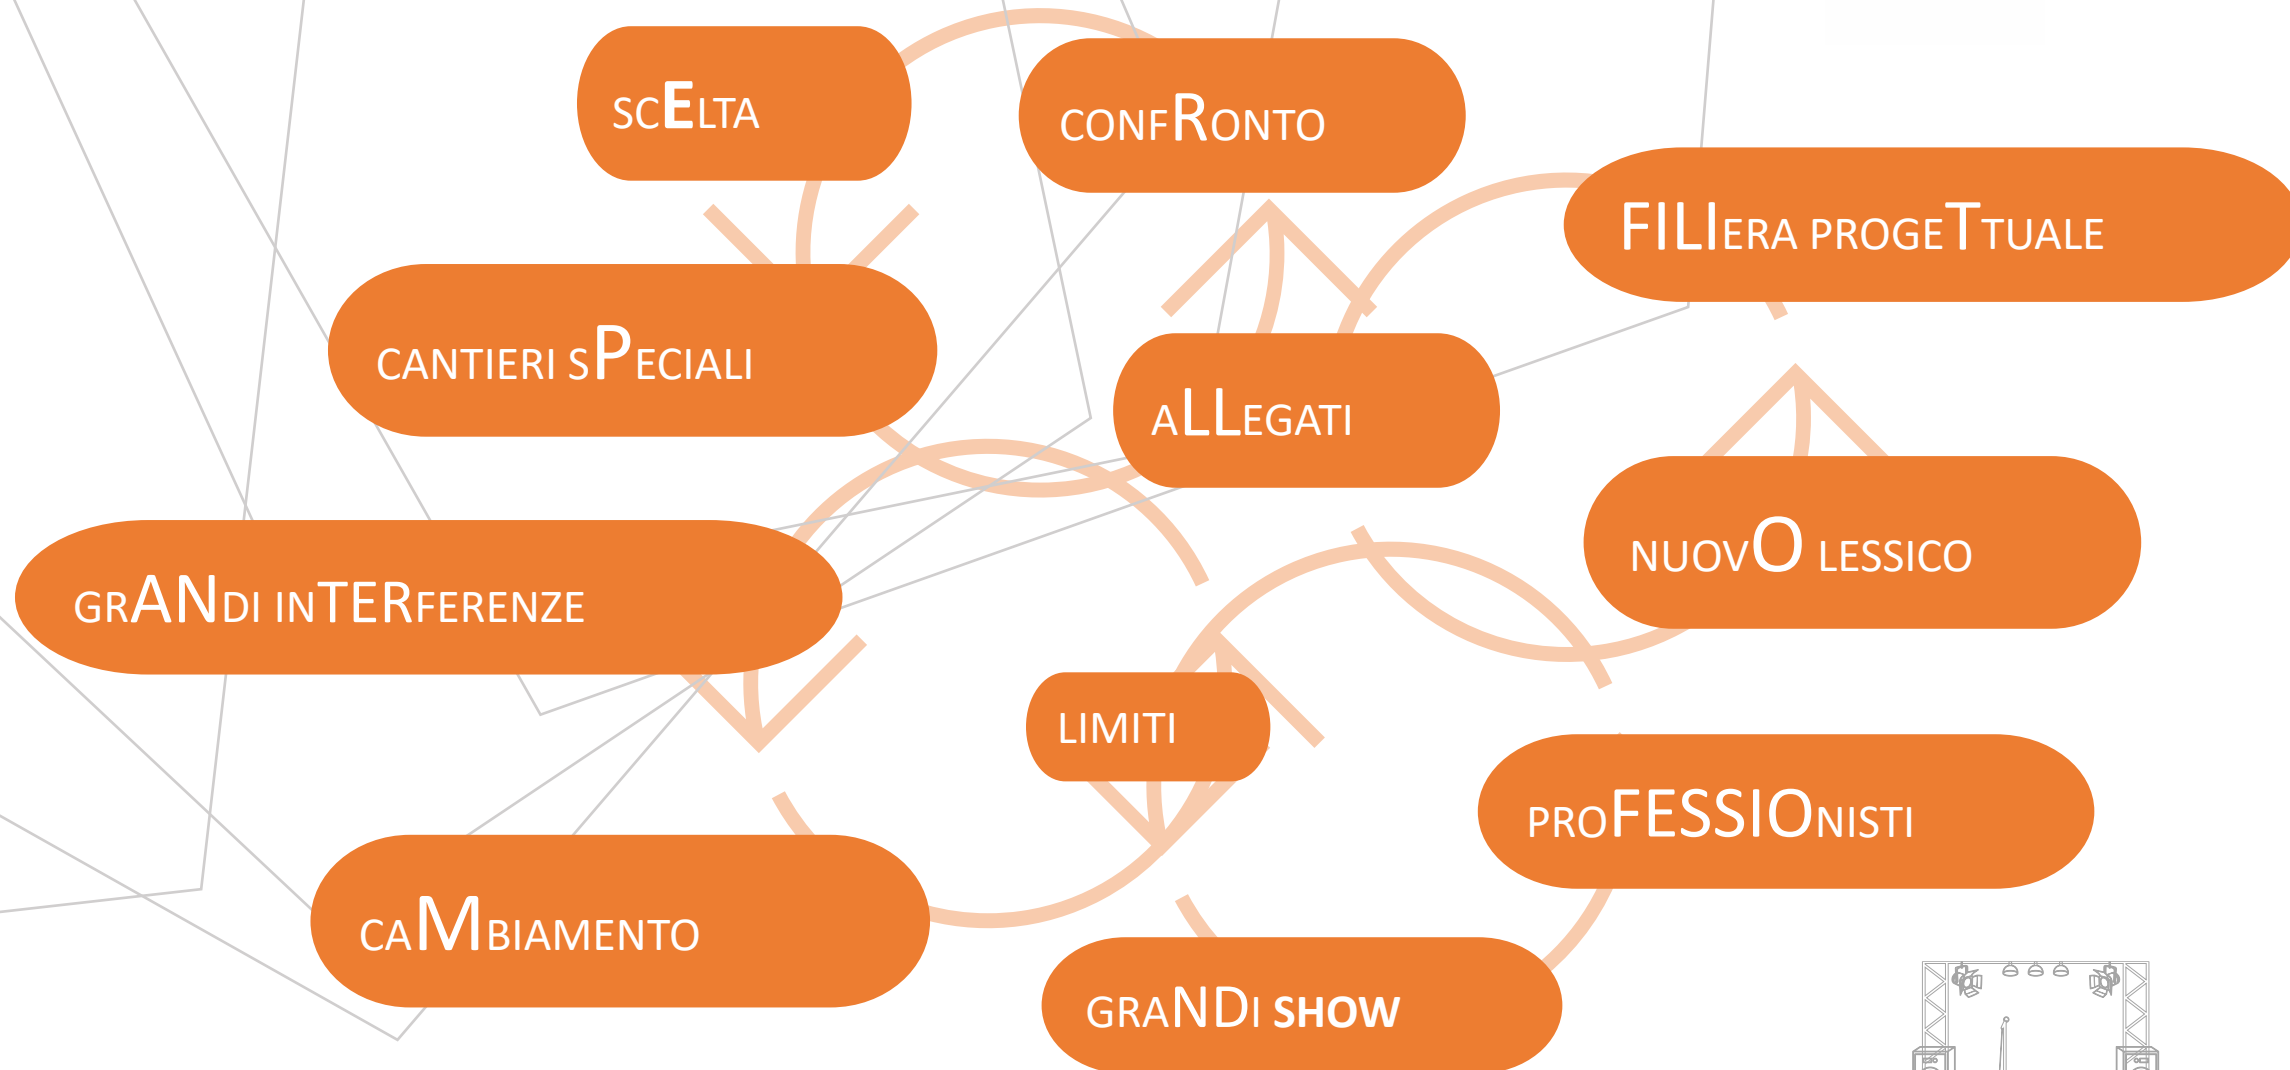 SCELTA
CONFRONTO
FILIERA PROGETTUALE
CANTIERI SPECIALI
ALLEGATI
NUOVO LESSICO
GRANDI INTERFERENZE
LIMITI
PROFESSIONISTI
CAMBIAMENTO
GRANDI SHOW